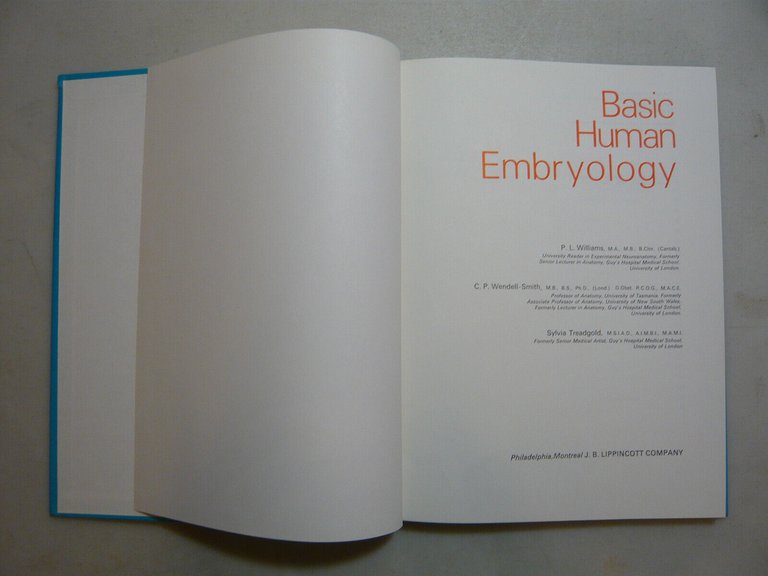 Basic
Human
Embryology
P. L. Williams, M.A., M.B., B.Chir. (Cantab.)
University Reader in Experimental Neuroanatomy, Formerly
Senior Lecturer in Anatomy, Guy's Hospital Medical School,
University of London.
C. P. Wendell-Smith, M.B., B.S., Ph.D., (Lond.) D.Obst. R.C.O.G., M.A.C.E.
Professor of Anatomy, University of Tasmania, Formerly
Associate Professor of Anatomy, University of New South Wales,
Formerly Lecturer in Anatomy, Guy's Hospital Medical School,
University of London.
Sylvia Treadgold, M.S.I.A.D., A.I.M.B.I., M.A.M.I.
Formerly Senior Medical Artist, Guy's Hospital Medical School,
University of London
Philadelphia, Montreal J. B. LIPPINCOTT COMPANY